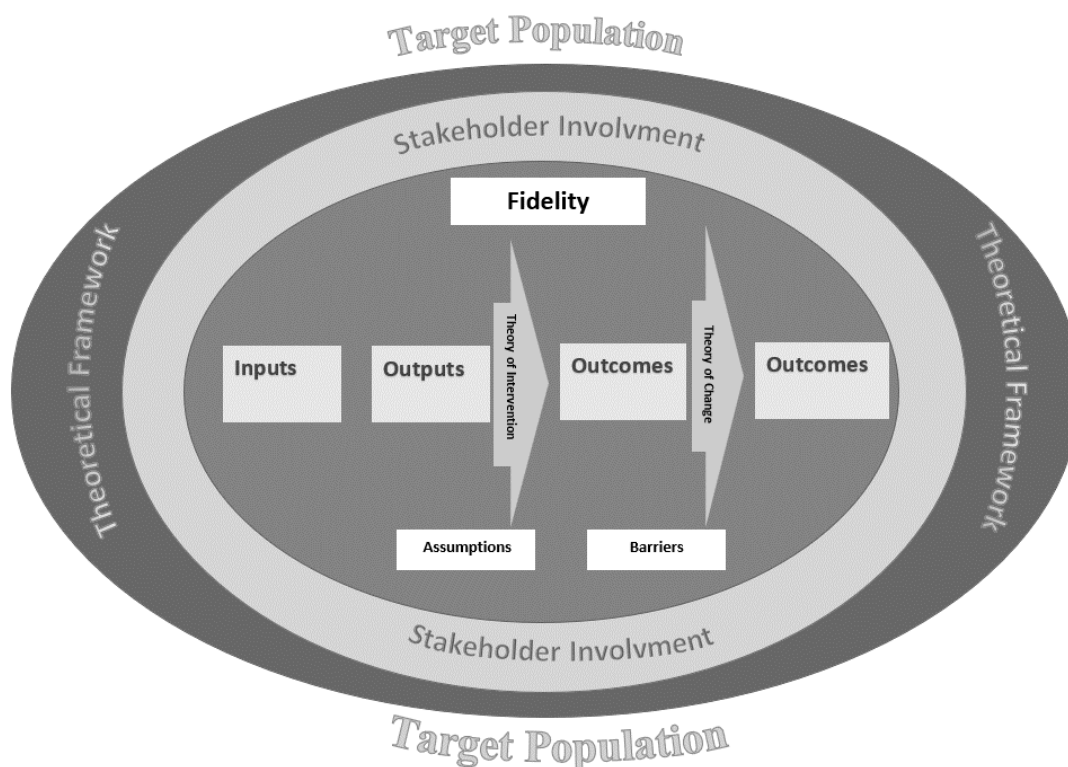 Target Population
Stakeholder Involvment
Fidelity
Theoretical Framework
Theoretical Framework
Inputs
Outputs
Theory of Intervention
Outcomes
Theory of Change
Outcomes
Assumptions
Barriers
Stakeholder Involvment
Target Population